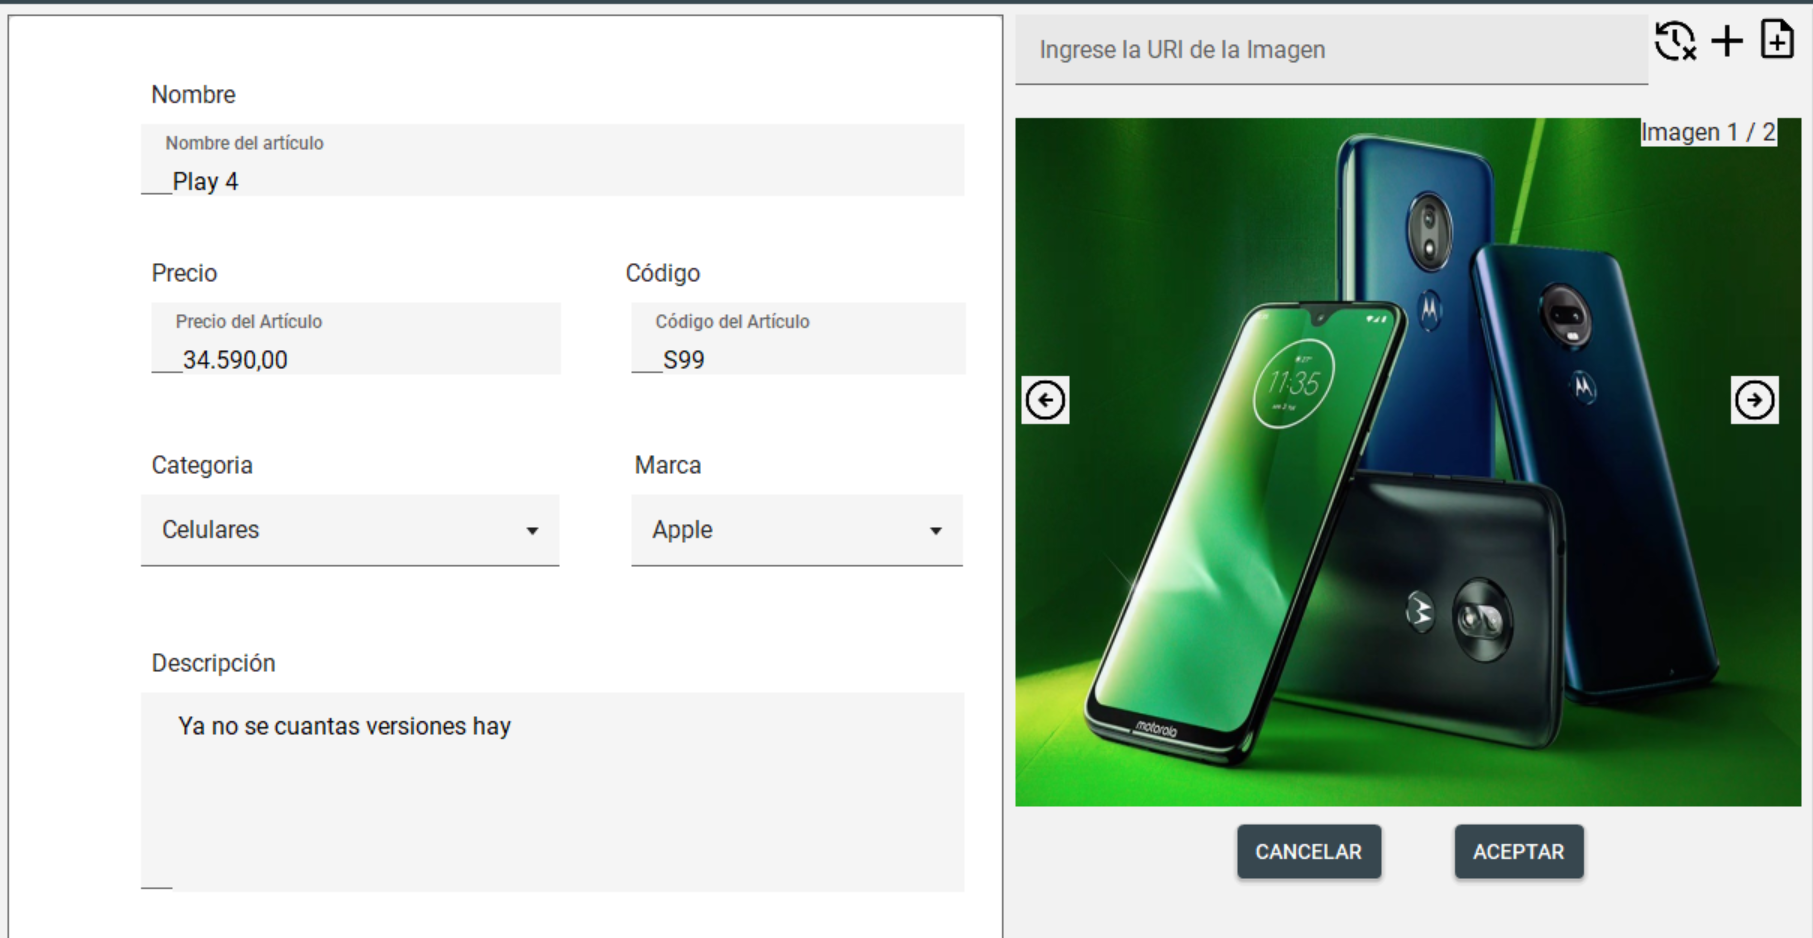 Nombre
Nombre del artículo
Play 4
Precio
Código
Precio del Artículo
Código del Artículo
34.590,00
S99
Categoria
Marca
Celulares
Apple
Descripción
Ya no se cuantas versiones hay
Ingrese la URI de la Imagen
Imagen 1 / 2
11:35
motorola
CANCELAR
ACEPTAR